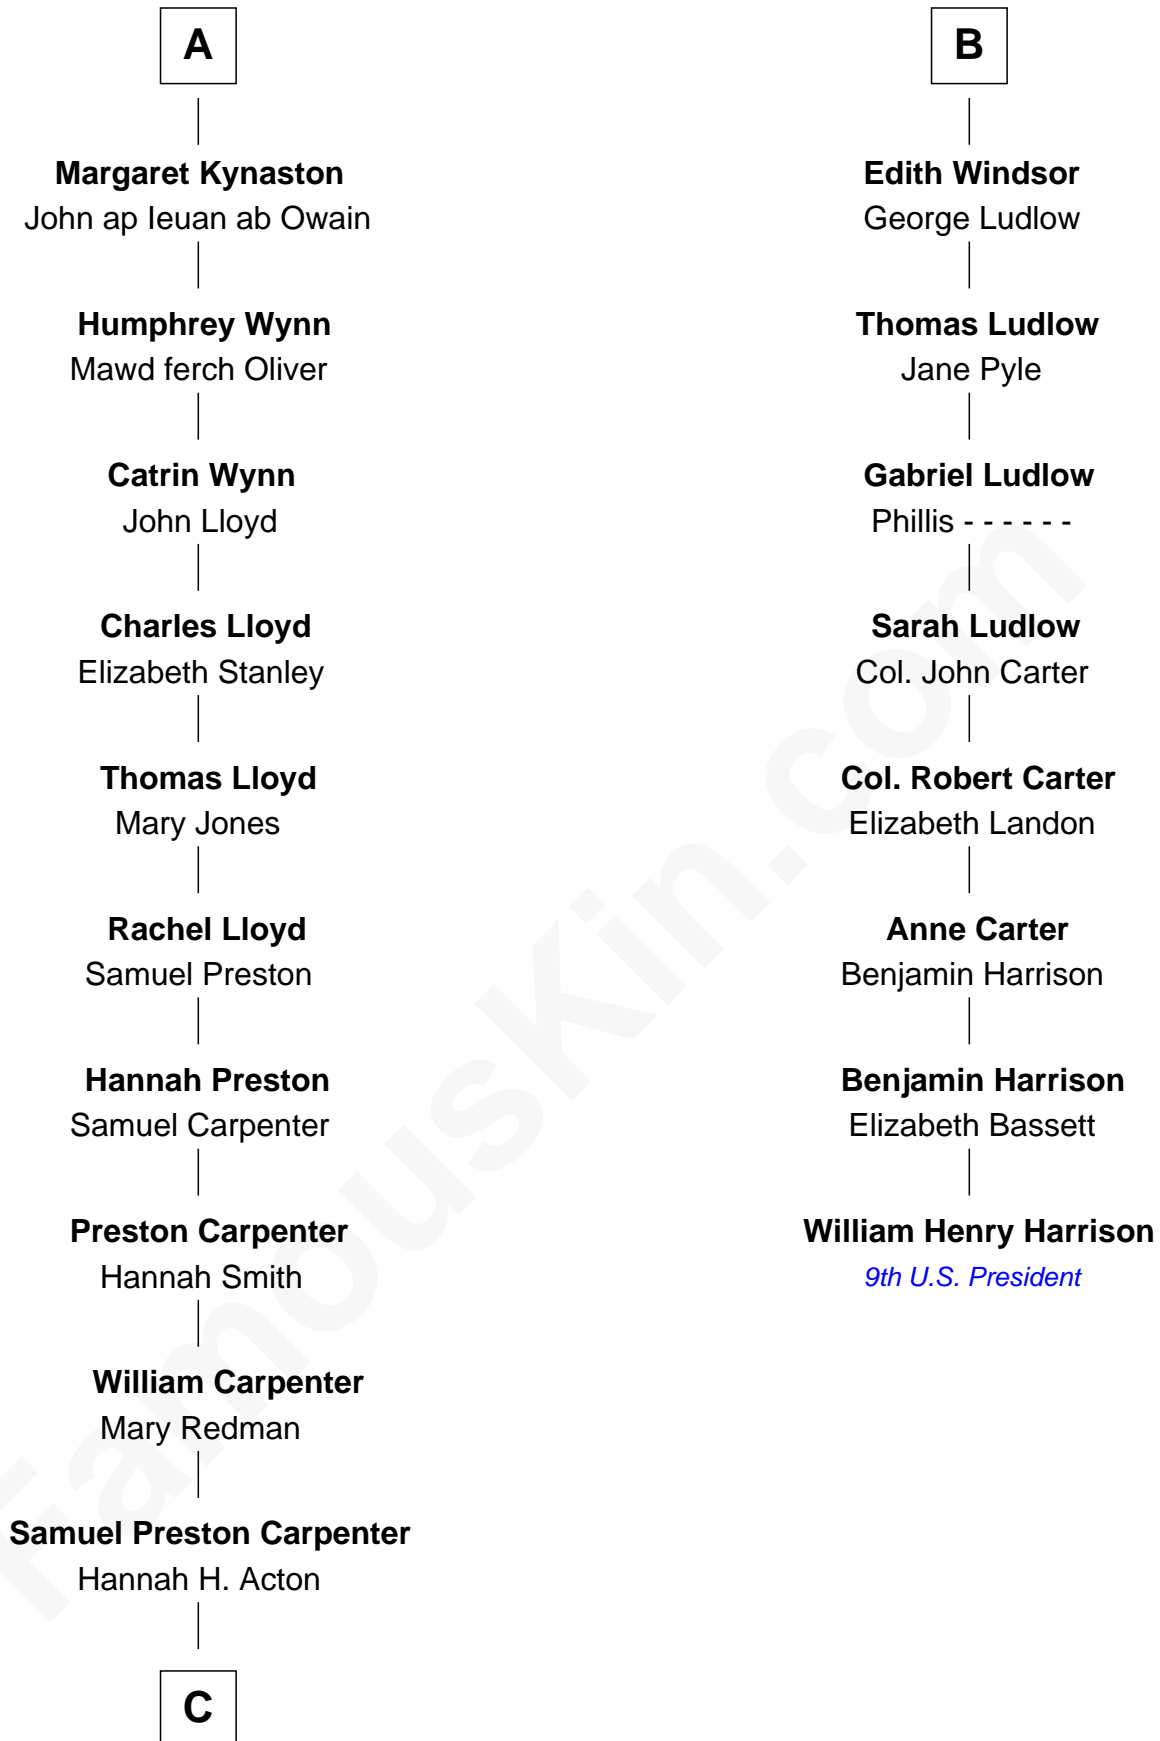 A
Margaret Kynaston
John ap Ieuan ab Owain
Humphrey Wynn
Mawd ferch Oliver
Catrin Wynn
John Lloyd
Charles Lloyd
Elizabeth Stanley
Thomas Lloyd
Mary Jones
Rachel Lloyd
Samuel Preston
Hannah Preston
Samuel Carpenter
Preston Carpenter
Hannah Smith
William Carpenter
Mary Redman
Samuel Preston Carpenter
Hannah H. Acton
C
B
Edith Windsor
George Ludlow
Thomas Ludlow
Jane Pyle
Gabriel Ludlow
Phillis - - - - - -
Sarah Ludlow
Col. John Carter
Col. Robert Carter
Elizabeth Landon
Anne Carter
Benjamin Harrison
Benjamin Harrison
Elizabeth Bassett
William Henry Harrison
9th U.S. President
FamousKin.com